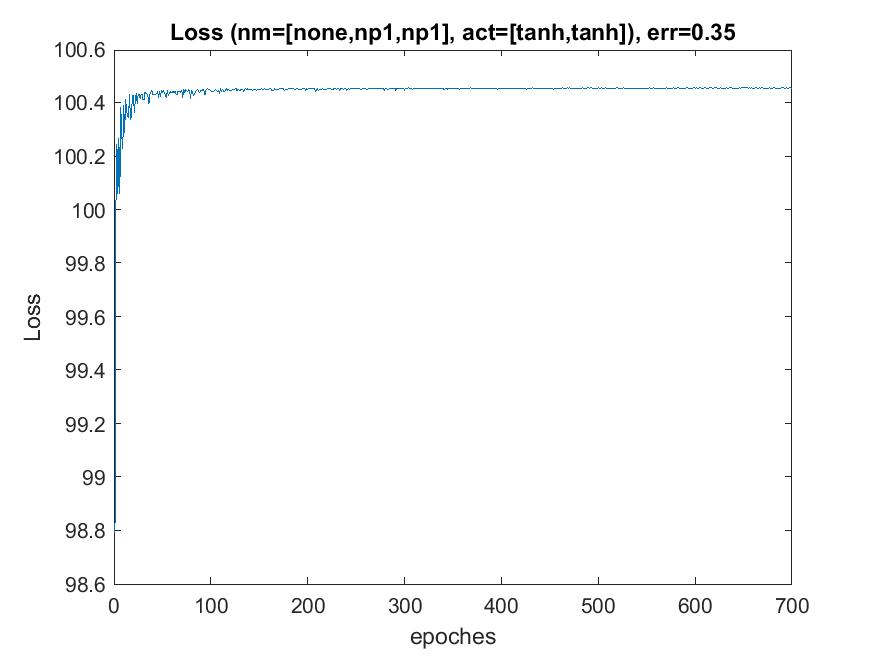 Loss (nm=[none,np1,np1], act=[tanh,tanh]), err=0.35
100.6
100.4
100.2
100
99.8
99.6
99.4
99.2
99
98.8
98.6
Loss
0 100 200 300 400 500 600 700
epoches